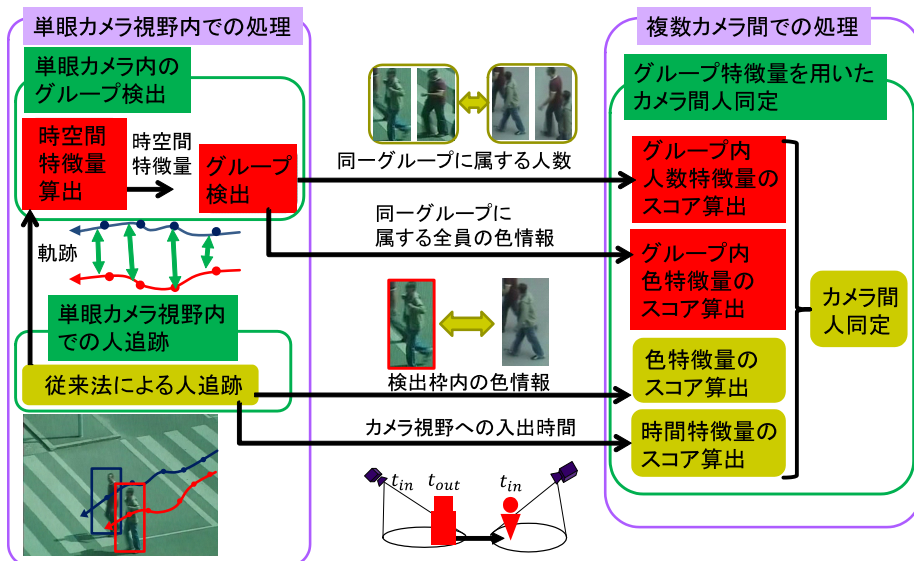 単眼カメラ視野内での処理
単眼カメラ内の
グループ検出
時空間
特徴量
算出
時空間
特徴量
グループ
検出
軌跡
単眼カメラ視野内
での人追跡
従来法による人追跡
同一グループに属する人数
同一グループに
属する全員の色情報
検出枠内の色情報
カメラ視野への入出時間
t_in
t_out
t_in
複数カメラ間での処理
グループ特徴量を用いた
カメラ間人同定
グループ内
人数特徴量の
スコア算出
グループ内
色特徴量の
スコア算出
色特徴量の
スコア算出
時間特徴量の
スコア算出
カメラ間
人同定